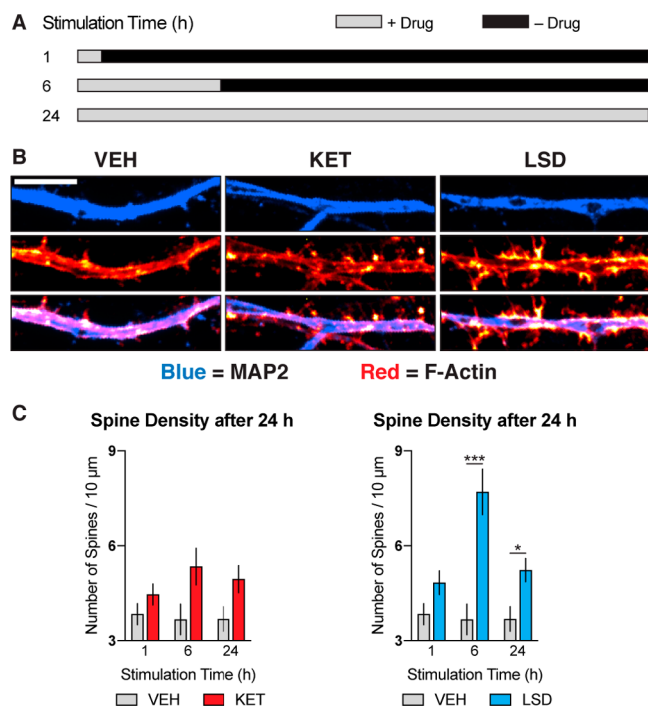 A Stimulation Time (h) + Drug – Drug
1
6
24
B
VEH KET LSD
Blue = MAP2 Red = F-Actin
C
Spine Density after 24 h Spine Density after 24 h
Number of Spines / 10 µm Number of Spines / 10 µm
9 9
***
6 6
*
3 3
1 6 24 1 6 24
Stimulation Time (h) Stimulation Time (h)
VEH KET VEH LSD